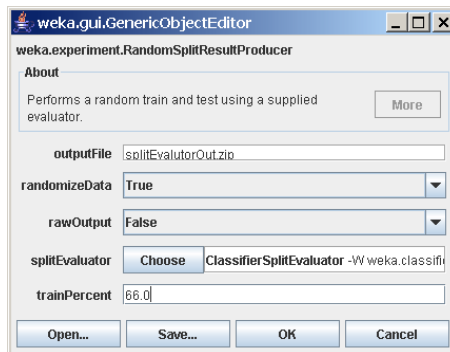 weka.gui.GenericObjectEditor
weka.experiment.RandomSplitResultProducer
About
Performs a random train and test using a supplied
evaluator.
More
outputFile splitEvalutorOut.zip
randomizeData True
rawOutput False
splitEvaluator Choose ClassifierSplitEvaluator -W weka.classifi
trainPercent 66.0
Open... Save... OK Cancel